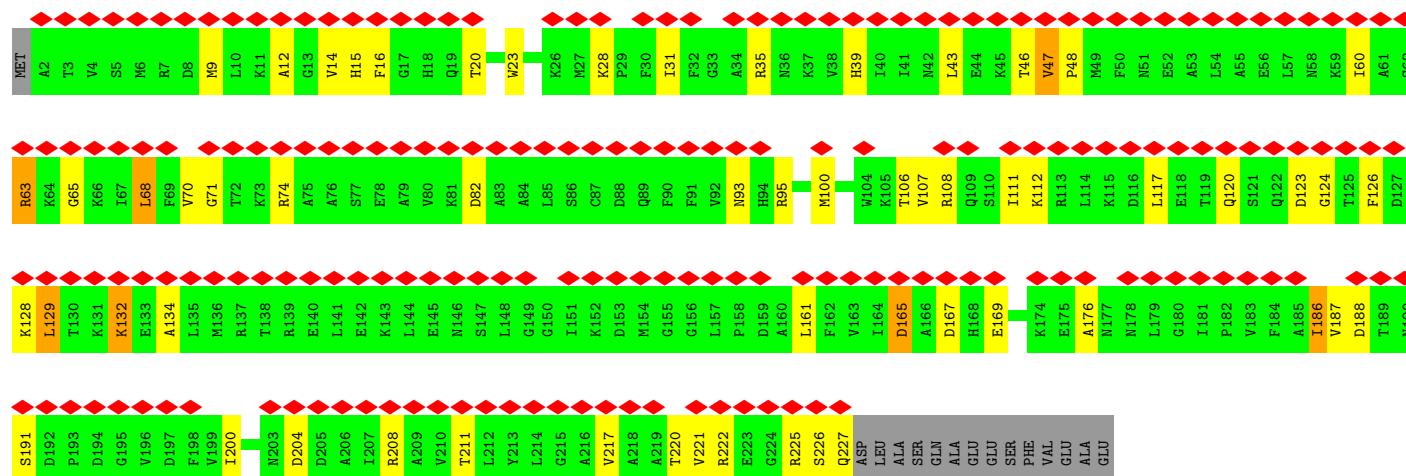 MET A2 T3 V4 S5 M6 R7 D8 M9 L10 K11 A12 G13 V14 H15 F16 G17 H18 Q19 T20 W23 K26 M27 K28 P29 F30 I31 F32 G33 A34 R35 N36 K37 V38 H39 I40 I41 N42 L43 E44 K45 T46 V47 P48 M49 F50 N51 E52 A53 L54 A55 E56 L57 N58 K59 I60 A61
R63 K64 G65 K66 I67 L68 F69 V70 G71 T72 K73 R74 A75 A76 S77 E78 A79 V80 K81 D82 A83 A84 L85 S86 C87 D88 Q89 F90 F91 V92 N93 H94 R95 M100 W104 K105 T106 V107 R108 Q109 S110 I111 K112 R113 L114 K115 D116 L117 E118 T119 Q120 S121 Q122 D123 G124 T125 F126 D127
K128 L129 T130 K131 K132 E133 A134 L135 M136 R137 T138 R139 E140 L141 E142 K143 L144 E145 N146 S147 L148 G149 G150 I151 K152 D153 M154 G155 G156 L157 P158 D159 A160 L161 F162 V163 I164 D165 A166 D167 H168 E169 K174 E175 A176 N177 N178 L179 G180 I181 P182 V183 F184 A185 I186 V187 D188 T189
S191 D192 P193 D194 G195 V196 D197 F198 V199 I200 N203 D204 D205 A206 I207 R208 A209 V210 T211 L212 Y213 L214 G215 A216 V217 A218 A219 T220 V221 R222 E223 G224 R225 S226 Q227 ASP LEU ALA SER GLN ALA GLU GLU SER PHE VAL GLU ALA GLU